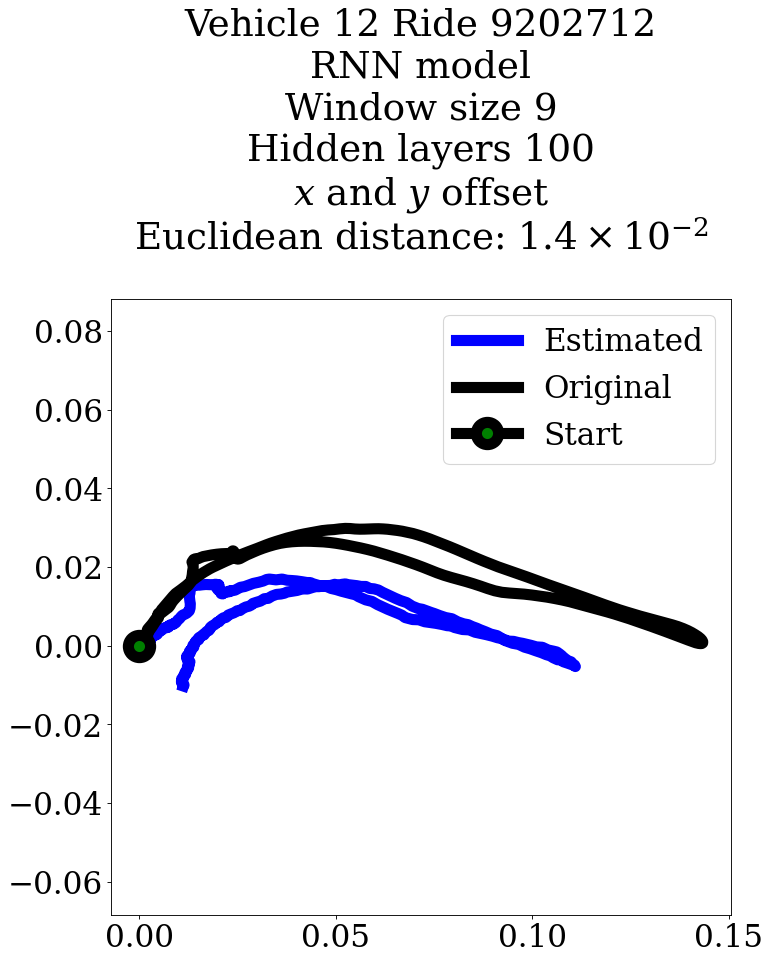 Vehicle 12 Ride 9202712
RNN model
Window size 9
Hidden layers 100
x and y offset
Euclidean distance: 1.4 × 10⁻²
Estimated
Original
Start
0.08
0.06
0.04
0.02
0.00
−0.02
−0.04
−0.06
0.00 0.05 0.10 0.15